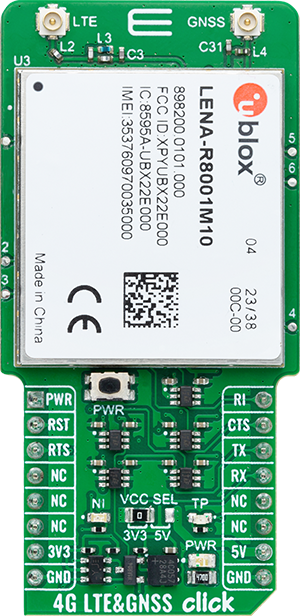 LTE
GNSS
L2
L3
C3
C31
L4
U3
ublox®
LENA-R8001M10
898200.0101.000
FCC ID:XPYUBX22E000
IC:8595A-UBX22E000
IMEI:353760970035000
04
23/38
00C-00
Made in China
CE
5
6
2
3
4
PWR
RST
RTS
NC
NC
NC
3V3
GND
PWR
RI
CTS
TX
RX
NC
NC
5V
GND
NI
VCC SEL
TP
0
3V3
5V
PWR
4700
4G LTE&GNSS click